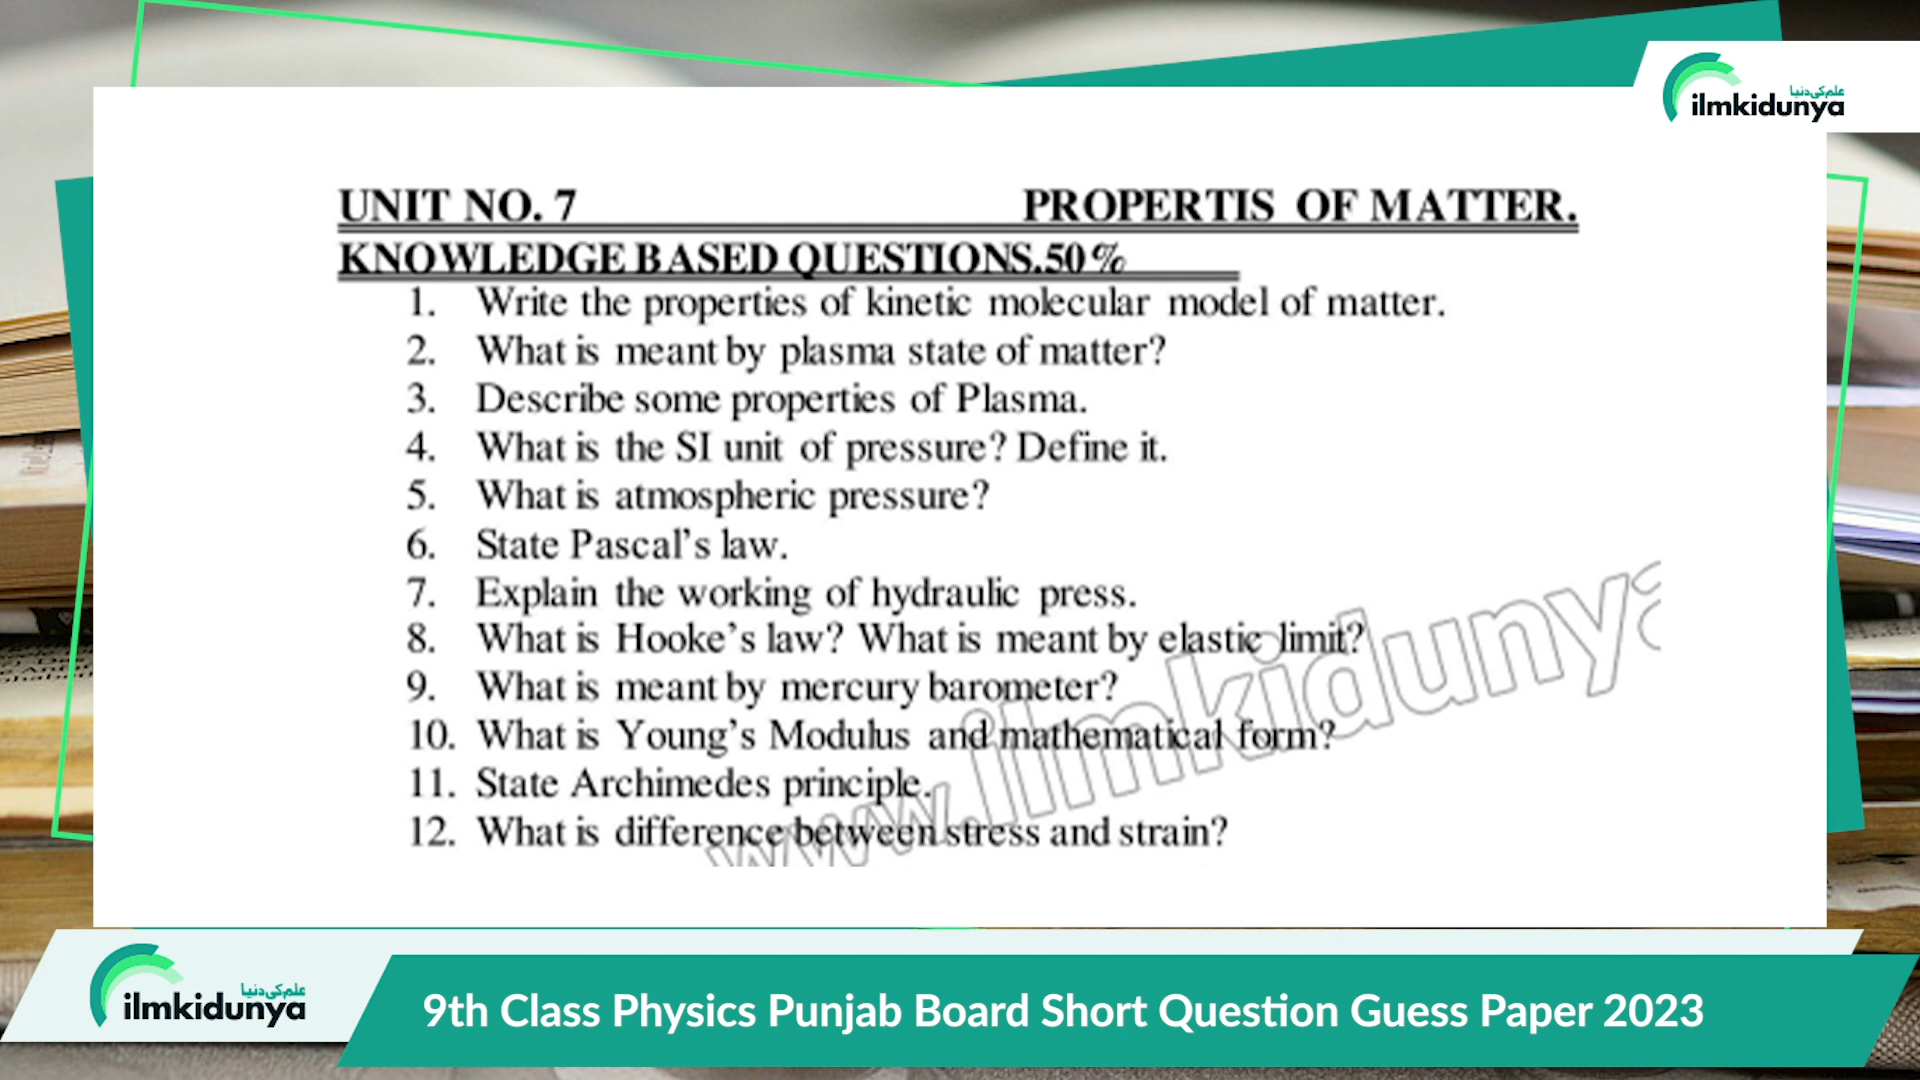 علم کی دنیا
ilmkidunya
UNIT NO. 7 PROPERTIS OF MATTER.
KNOWLEDGE BASED QUESTIONS.50%
1. Write the properties of kinetic molecular model of matter.
2. What is meant by plasma state of matter?
3. Describe some properties of Plasma.
4. What is the SI unit of pressure? Define it.
5. What is atmospheric pressure?
6. State Pascal's law.
7. Explain the working of hydraulic press.
8. What is Hooke's law? What is meant by elastic limit?
9. What is meant by mercury barometer?
10. What is Young's Modulus and mathematical form?
11. State Archimedes principle.
12. What is difference between stress and strain?
www.ilmkidunya
علم کی دنیا
ilmkidunya
9th Class Physics Punjab Board Short Question Guess Paper 2023